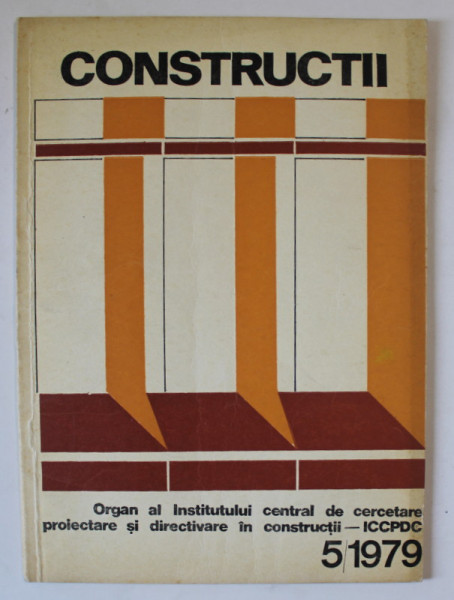 CONSTRUCTII
Organ al Institutului central de cercetare
proiectare și directivare în construcții — ICCPDC
5/1979